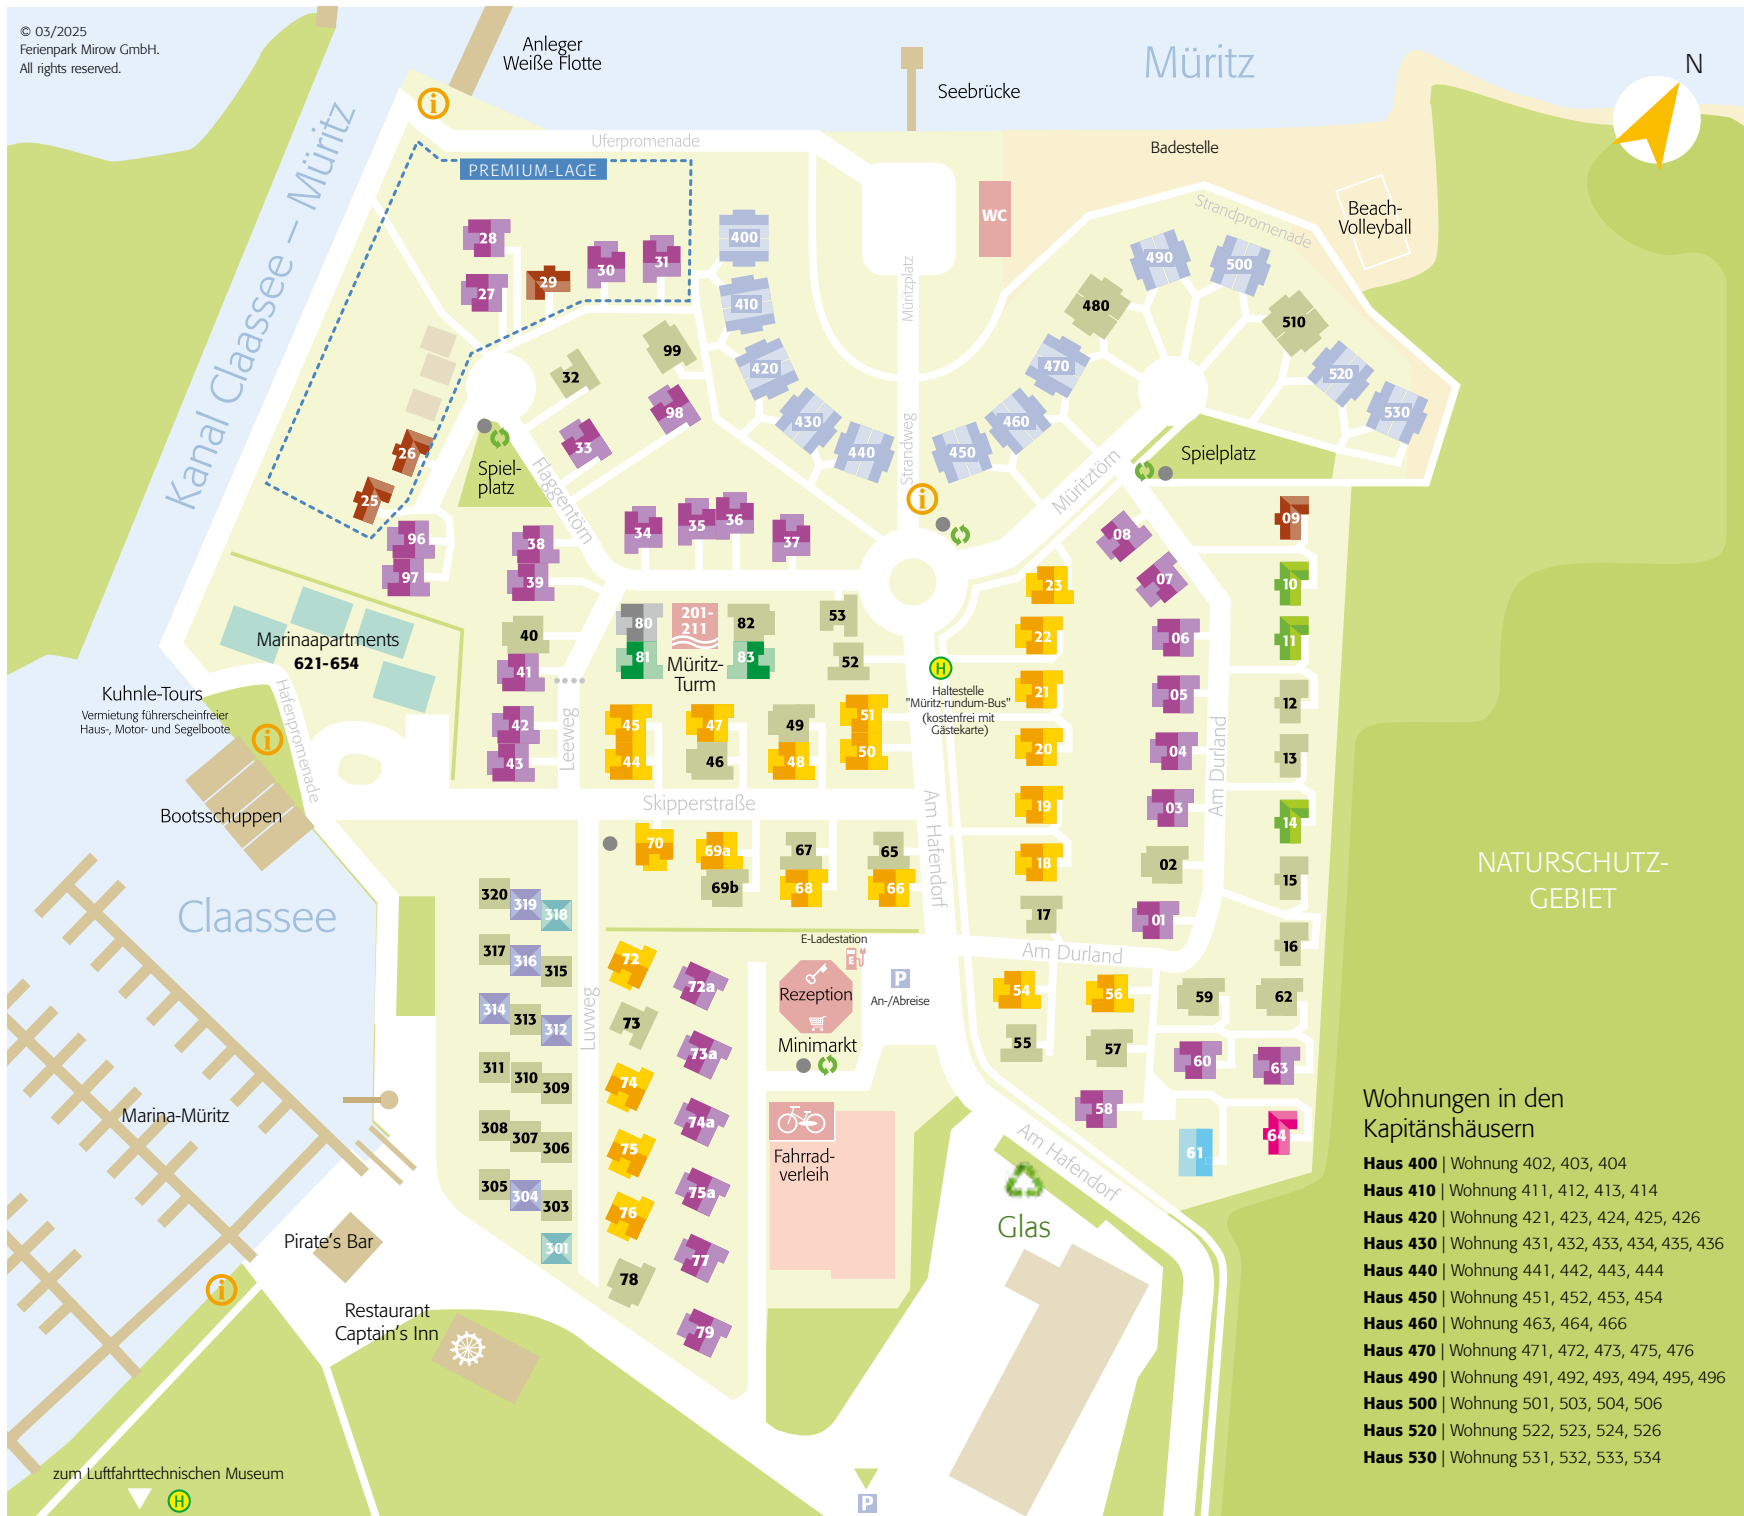 © 03/2025
Ferienpark Mirow GmbH.
All rights reserved.
Anleger
Weiße Flotte
Seebrücke
Müritz
N
Uferpromenade
PREMIUM-LAGE
Badestelle
WC
Strandpromenade
Beach-
Volleyball
Kanal Claassee – Müritz
Müritzplatz
28
27
29
30
31
400
410
420
430
440
450
460
470
480
490
500
510
520
530
32
99
33
98
26
25
Spiel-
platz
Flaggentörn
Strandweg
Müritztörn
Spielplatz
96
97
38
39
34
35
36
37
08
07
09
10
11
23
22
21
20
19
18
17
06
05
04
03
02
01
12
13
14
15
16
Marinaapartments
621-654
40
41
42
43
80
81
201-
211
82
83
Müritz-
Turm
53
52
H
Haltestelle
"Müritz-rundum-Bus"
(kostenfrei mit
Gästekarte)
Kuhnle-Tours
Vermietung führerscheinfreier
Haus-, Motor- und Segelboote
Hafenpromenade
Leeweg
45
44
47
46
49
48
51
50
Am Durland
Bootsschuppen
Skipperstraße
Am Hafendorf
70
69a
69b
67
68
65
66
NATURSCHUTZ-
GEBIET
Claassee
320
319
318
317
316
315
314
313
312
311
310
309
308
307
306
305
304
303
301
Luvweg
72
73
74
75
76
78
72a
73a
74a
75a
77
79
E-Ladestation
E
Rezeption
P
An-/Abreise
Minimarkt
Am Durland
54
55
56
57
58
59
60
61
62
63
64
Marina-Müritz
Fahrrad-
verleih
Am Hafendorf
Glas
Pirate's Bar
Restaurant
Captain's Inn
zum Luftfahrttechnischen Museum
H
P
Wohnungen in den
Kapitänshäusern
Haus 400 | Wohnung 402, 403, 404
Haus 410 | Wohnung 411, 412, 413, 414
Haus 420 | Wohnung 421, 423, 424, 425, 426
Haus 430 | Wohnung 431, 432, 433, 434, 435, 436
Haus 440 | Wohnung 441, 442, 443, 444
Haus 450 | Wohnung 451, 452, 453, 454
Haus 460 | Wohnung 463, 464, 466
Haus 470 | Wohnung 471, 472, 473, 475, 476
Haus 490 | Wohnung 491, 492, 493, 494, 495, 496
Haus 500 | Wohnung 501, 503, 504, 506
Haus 520 | Wohnung 522, 523, 524, 526
Haus 530 | Wohnung 531, 532, 533, 534